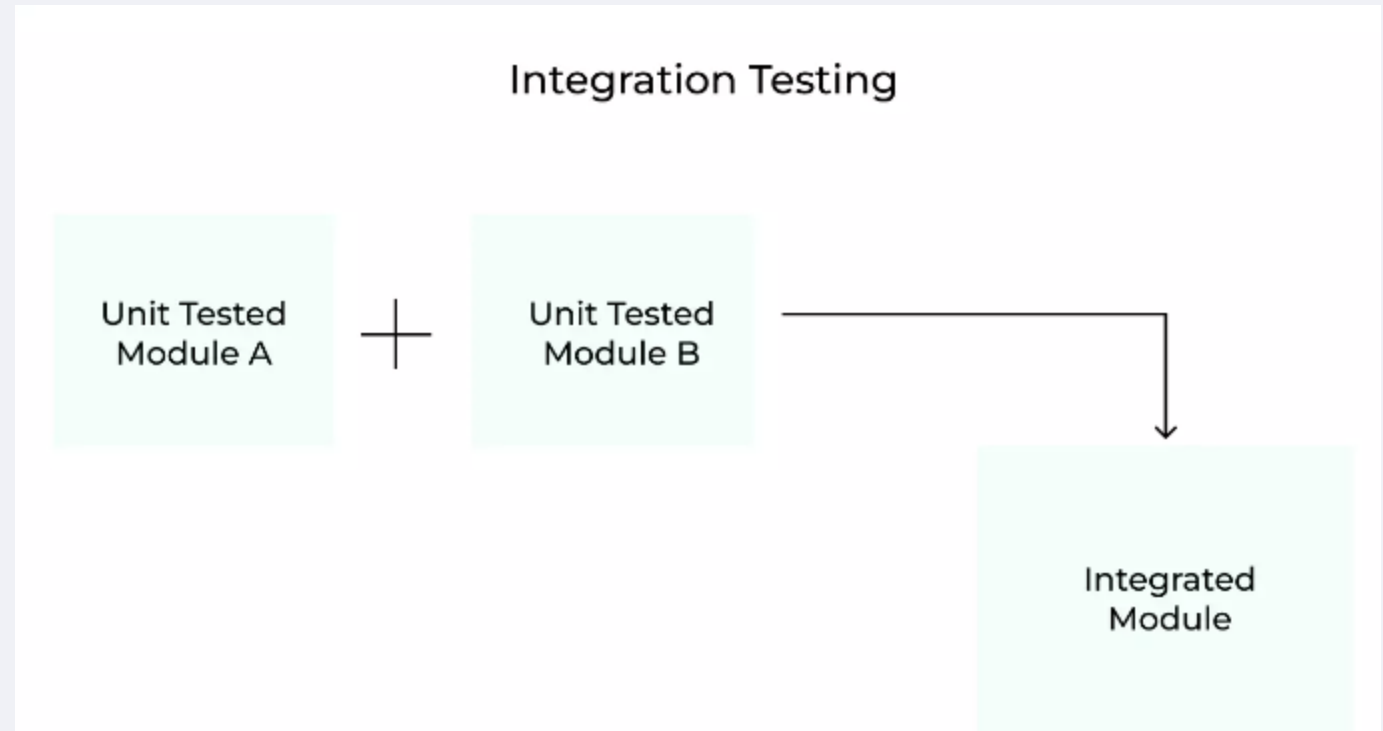 Integration Testing
Unit Tested
Module A
Unit Tested
Module B
Integrated
Module